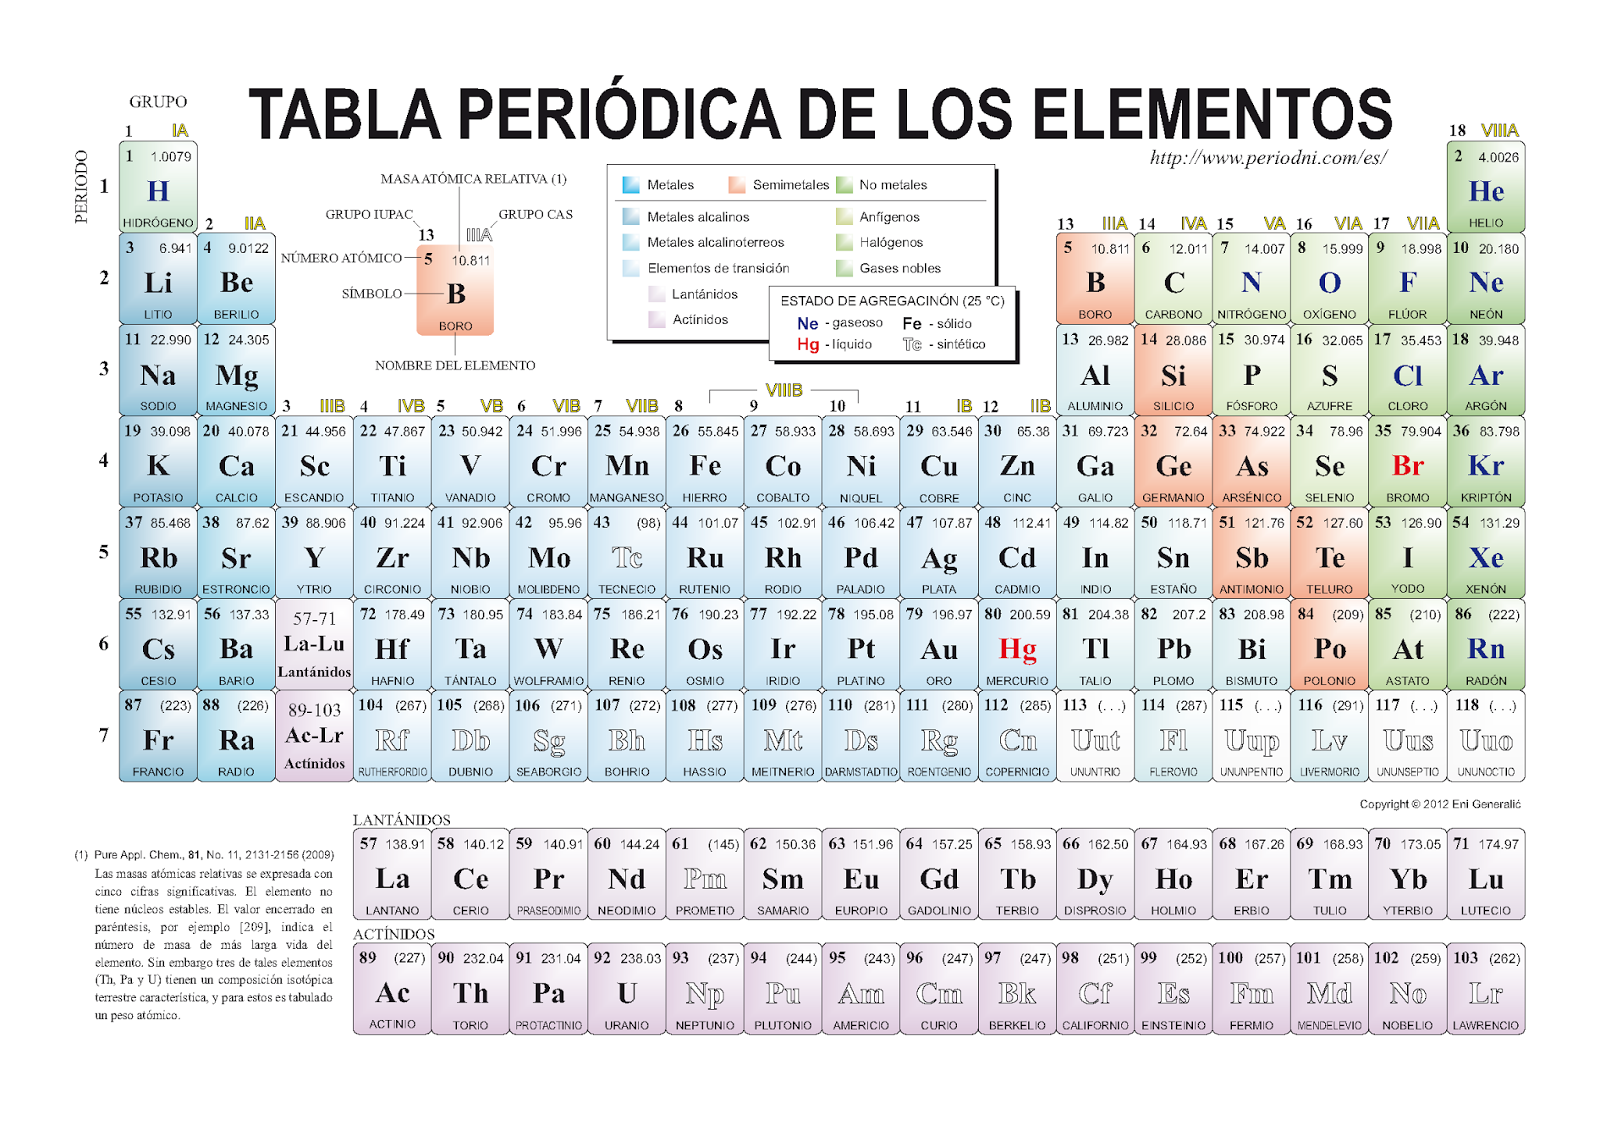 TABLA PERIÓDICA DE LOS ELEMENTOS
http://www.periodni.com/es/
GRUPO
PERIODO
1 IA
18 VIIIA
1
1 1.0079
H
HIDRÓGENO
2 4.0026
He
HELIO
MASA ATÓMICA RELATIVA (1)
GRUPO IUPAC
GRUPO CAS
13 IIIA
NÚMERO ATÓMICO
5 10.811
SÍMBOLO
B
BORO
NOMBRE DEL ELEMENTO
Metales Semimetales No metales
Metales alcalinos Anfígenos
Metales alcalinoterreos Halógenos
Elementos de transición Gases nobles
Lantánidos
Actínidos
ESTADO DE AGREGACINÓN (25 °C)
Ne - gaseoso Fe - sólido
Hg - líquido Tc - sintético
2 IIA 13 IIIA 14 IVA 15 VA 16 VIA 17 VIIA
2
3 6.941 4 9.0122 5 10.811 6 12.011 7 14.007 8 15.999 9 18.998 10 20.180
Li Be B C N O F Ne
LITIO BERILIO BORO CARBONO NITRÓGENO OXÍGENO FLÚOR NEÓN
3
11 22.990 12 24.305 13 26.982 14 28.086 15 30.974 16 32.065 17 35.453 18 39.948
Na Mg Al Si P S Cl Ar
SODIO MAGNESIO ALUMINIO SILICIO FÓSFORO AZUFRE CLORO ARGÓN
VIIIB
3 IIIB 4 IVB 5 VB 6 VIB 7 VIIB 8 9 10 11 IB 12 IIB
4
19 39.098 20 40.078 21 44.956 22 47.867 23 50.942 24 51.996 25 54.938 26 55.845 27 58.933 28 58.693 29 63.546 30 65.38 31 69.723 32 72.64 33 74.922 34 78.96 35 79.904 36 83.798
K Ca Sc Ti V Cr Mn Fe Co Ni Cu Zn Ga Ge As Se Br Kr
POTASIO CALCIO ESCANDIO TITANIO VANADIO CROMO MANGANESO HIERRO COBALTO NIQUEL COBRE CINC GALIO GERMANIO ARSÉNICO SELENIO BROMO KRIPTÓN
5
37 85.468 38 87.62 39 88.906 40 91.224 41 92.906 42 95.96 43 (98) 44 101.07 45 102.91 46 106.42 47 107.87 48 112.41 49 114.82 50 118.71 51 121.76 52 127.60 53 126.90 54 131.29
Rb Sr Y Zr Nb Mo Tc Ru Rh Pd Ag Cd In Sn Sb Te I Xe
RUBIDIO ESTRONCIO YTRIO CIRCONIO NIOBIO MOLIBDENO TECNECIO RUTENIO RODIO PALADIO PLATA CADMIO INDIO ESTAÑO ANTIMONIO TELURO YODO XENÓN
6
55 132.91 56 137.33 57-71 72 178.49 73 180.95 74 183.84 75 186.21 76 190.23 77 192.22 78 195.08 79 196.97 80 200.59 81 204.38 82 207.2 83 208.98 84 (209) 85 (210) 86 (222)
Cs Ba La-Lu Hf Ta W Re Os Ir Pt Au Hg Tl Pb Bi Po At Rn
CESIO BARIO Lantánidos HAFNIO TÁNTALO WOLFRAMIO RENIO OSMIO IRIDIO PLATINO ORO MERCURIO TALIO PLOMO BISMUTO POLONIO ASTATO RADÓN
7
87 (223) 88 (226) 89-103 104 (267) 105 (268) 106 (271) 107 (272) 108 (277) 109 (276) 110 (281) 111 (280) 112 (285) 113 (...) 114 (287) 115 (...) 116 (291) 117 (...) 118 (...)
Fr Ra Ac-Lr Rf Db Sg Bh Hs Mt Ds Rg Cn Uut Fl Uup Lv Uus Uuo
FRANCIO RADIO Actínidos RUTHERFORDIO DUBNIO SEABORGIO BOHRIO HASSIO MEITNERIO DARMSTADTIO ROENTGENIO COPERNICIO UNUNTRIO FLEROVIO UNUNPENTIO LIVERMORIO UNUNSEPTIO UNUNOCTIO
Copyright © 2012 Eni Generalić
LANTÁNIDOS
57 138.91 58 140.12 59 140.91 60 144.24 61 (145) 62 150.36 63 151.96 64 157.25 65 158.93 66 162.50 67 164.93 68 167.26 69 168.93 70 173.05 71 174.97
La Ce Pr Nd Pm Sm Eu Gd Tb Dy Ho Er Tm Yb Lu
LANTANO CERIO PRASEODIMIO NEODIMIO PROMETIO SAMARIO EUROPIO GADOLINIO TERBIO DISPROSIO HOLMIO ERBIO TULIO YTERBIO LUTECIO
ACTÍNIDOS
89 (227) 90 232.04 91 231.04 92 238.03 93 (237) 94 (244) 95 (243) 96 (247) 97 (247) 98 (251) 99 (252) 100 (257) 101 (258) 102 (259) 103 (262)
Ac Th Pa U Np Pu Am Cm Bk Cf Es Fm Md No Lr
ACTINIO TORIO PROTACTINIO URANIO NEPTUNIO PLUTONIO AMERICIO CURIO BERKELIO CALIFORNIO EINSTEINIO FERMIO MENDELEVIO NOBELIO LAWRENCIO
(1) Pure Appl. Chem., 81, No. 11, 2131-2156 (2009)
Las masas atómicas relativas se expresada con
cinco cifras significativas. El elemento no
tiene núcleos estables. El valor encerrado en
paréntesis, por ejemplo [209], indica el
número de masa de más larga vida del
elemento. Sin embargo tres de tales elementos
(Th, Pa y U) tienen un composición isotópica
terrestre característica, y para estos es tabulado
un peso atómico.